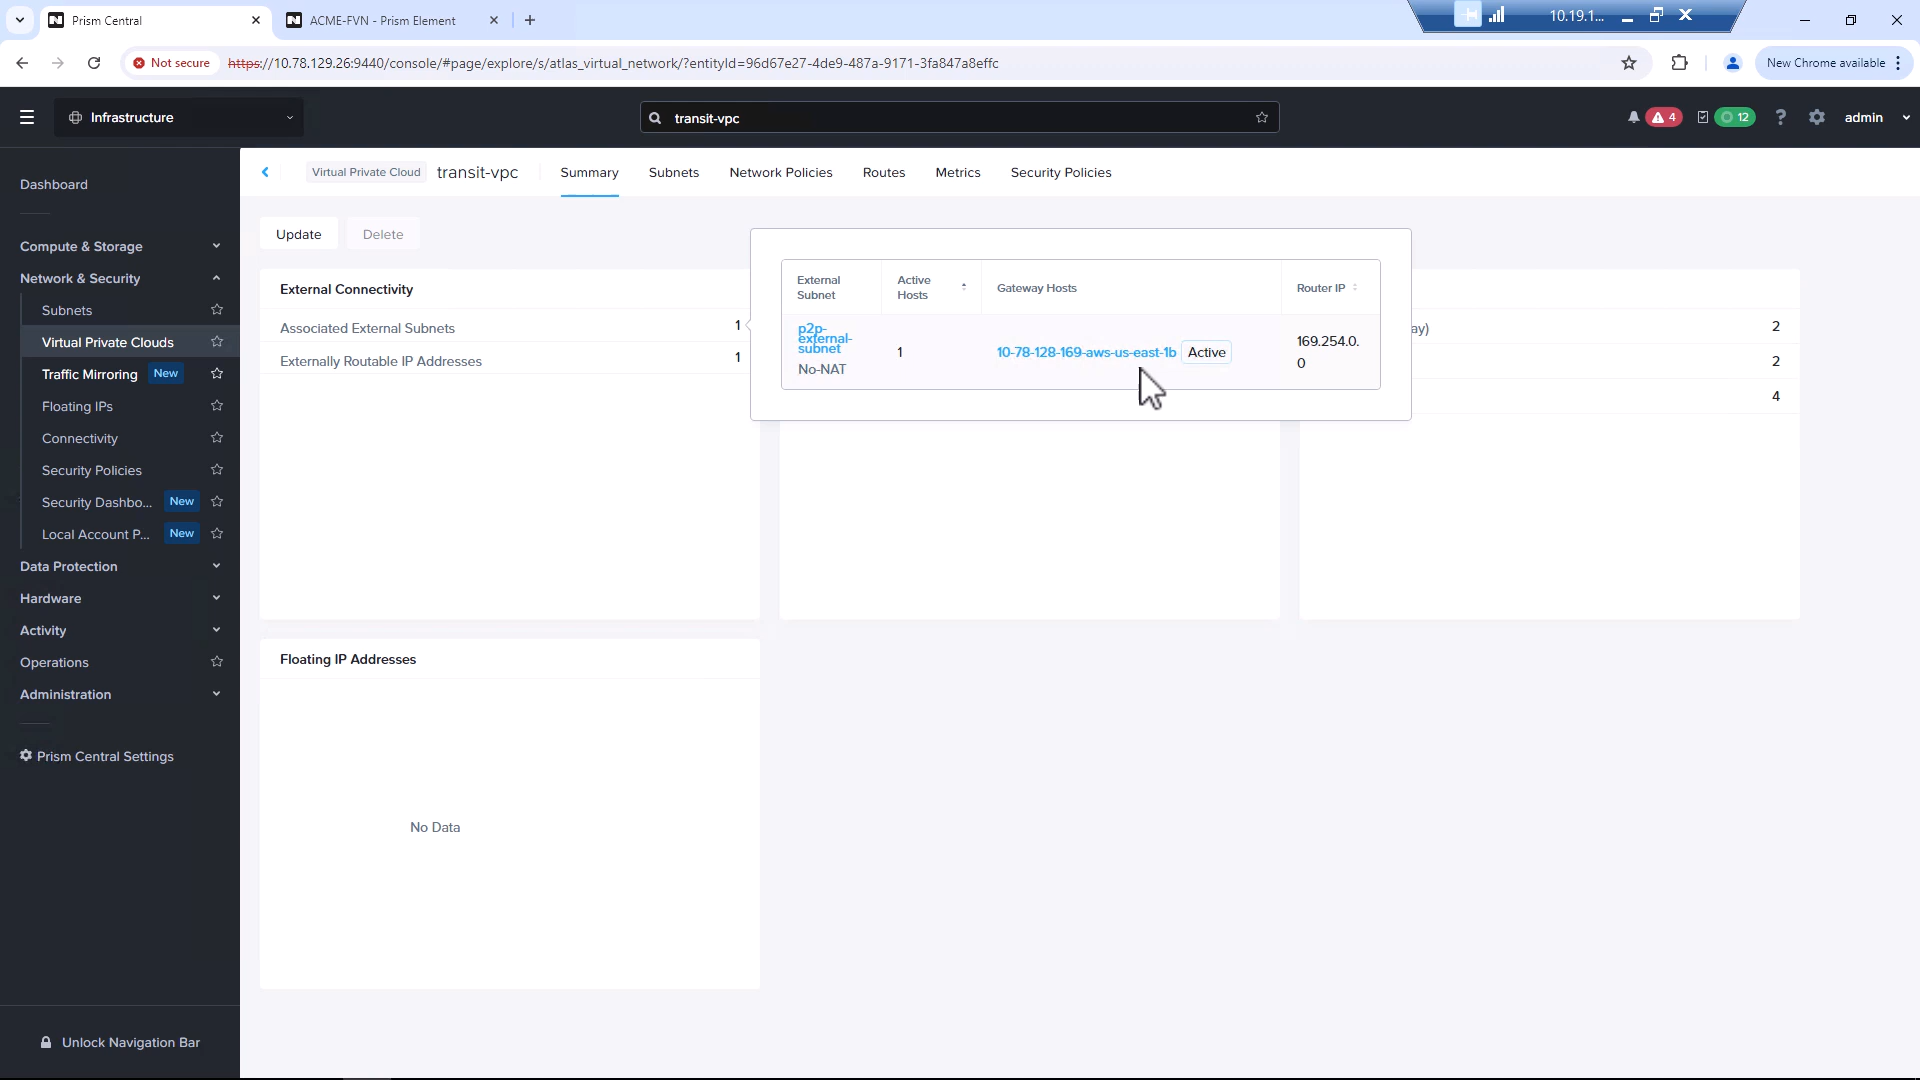 Prism Central
ACME-FVN - Prism Element
10.19.1...
Not secure
https://10.78.129.26:9440/console/#page/explore/s/atlas_virtual_network/?entityId=96d67e27-4de9-487a-9171-3fa847a8effc
New Chrome available
Infrastructure
transit-vpc
4
12
?
admin
Dashboard
Compute & Storage
Network & Security
Subnets
Virtual Private Clouds
Traffic Mirroring New
Floating IPs
Connectivity
Security Policies
Security Dashbo... New
Local Account P... New
Data Protection
Hardware
Activity
Operations
Administration
Prism Central Settings
Unlock Navigation Bar
Virtual Private Cloud transit-vpc Summary Subnets Network Policies Routes Metrics Security Policies
Update Delete
External Connectivity
Associated External Subnets 1
Externally Routable IP Addresses 1
External
Subnet
Active
Hosts
Gateway Hosts
Router IP
p2p-
external-
subnet
No-NAT
1
10-78-128-169-aws-us-east-1b Active
169.254.0.
0
ay) 2
2
4
Floating IP Addresses
No Data